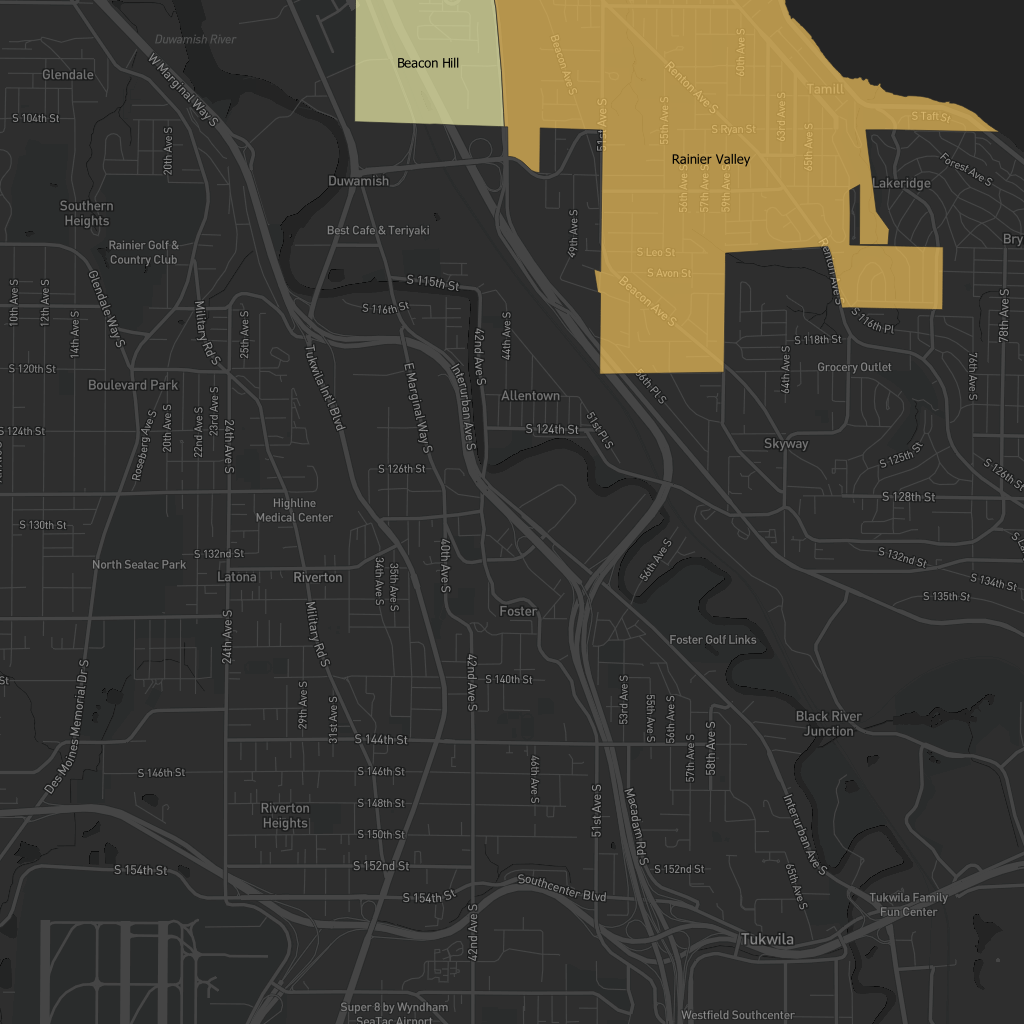 Duwamish River
Beacon Hill
Glendale
W Marginal Way S
Beacon Ave S
Renton Ave S
60th Ave S
Tamill
S 104th St
20th Ave S
51st Ave S
55th Ave S
S Ryan St
63rd Ave S
65th Ave S
S Taft St
Rainier Valley
Forest Ave S
Duwamish
56th Ave S
57th Ave S
59th Ave S
Lakeridge
Southern
Heights
Best Cafe & Teriyaki
49th Ave S
Rainier Golf &
Country Club
S Leo St
S Avon St
Renton Ave S
Bry
10th Ave S
12th Ave S
14th Ave S
Glendale Way S
Military Rd S
25th Ave S
S 115th St
S 116th St
42nd Ave S
44th Ave S
Beacon Ave S
S 116th Pl
78th Ave S
S 118th St
S 120th St
Boulevard Park
Tukwila Int'l Blvd
E Marginal Way S
Interurban Ave S
Allentown
56th Pl S
64th Ave S
Grocery Outlet
76th Ave S
S 124th St
Roseberg Ave S
20th Ave S
22nd Ave S
23rd Ave S
24th Ave S
S 124th St
51st Pl S
Skyway
S 125th St
S 126th St
S 126th St
S 128th St
Highline
Medical Center
S 130th St
S 132nd St
S 132nd St
North Seatac Park
Latona
Riverton
34th Ave S
35th Ave S
40th Ave S
56th Ave S
S 134th St
S 135th St
Foster
24th Ave S
Military Rd S
Foster Golf Links
St
Des Moines Memorial Dr S
29th Ave S
31st Ave S
42nd Ave S
S 140th St
53rd Ave S
55th Ave S
56th Ave S
57th Ave S
58th Ave S
Black River
Junction
S 144th St
S 146th St
S 146th St
46th Ave S
Riverton
Heights
S 148th St
51st Ave S
Macadam Rd S
Interurban Ave S
S 150th St
S 154th St
S 152nd St
S 152nd St
65th Ave S
S 154th St
Southcenter Blvd
Tukwila Family
Fun Center
42nd Ave S
Tukwila
Super 8 by Wyndham
SeaTac Airport
Westfield Southcenter